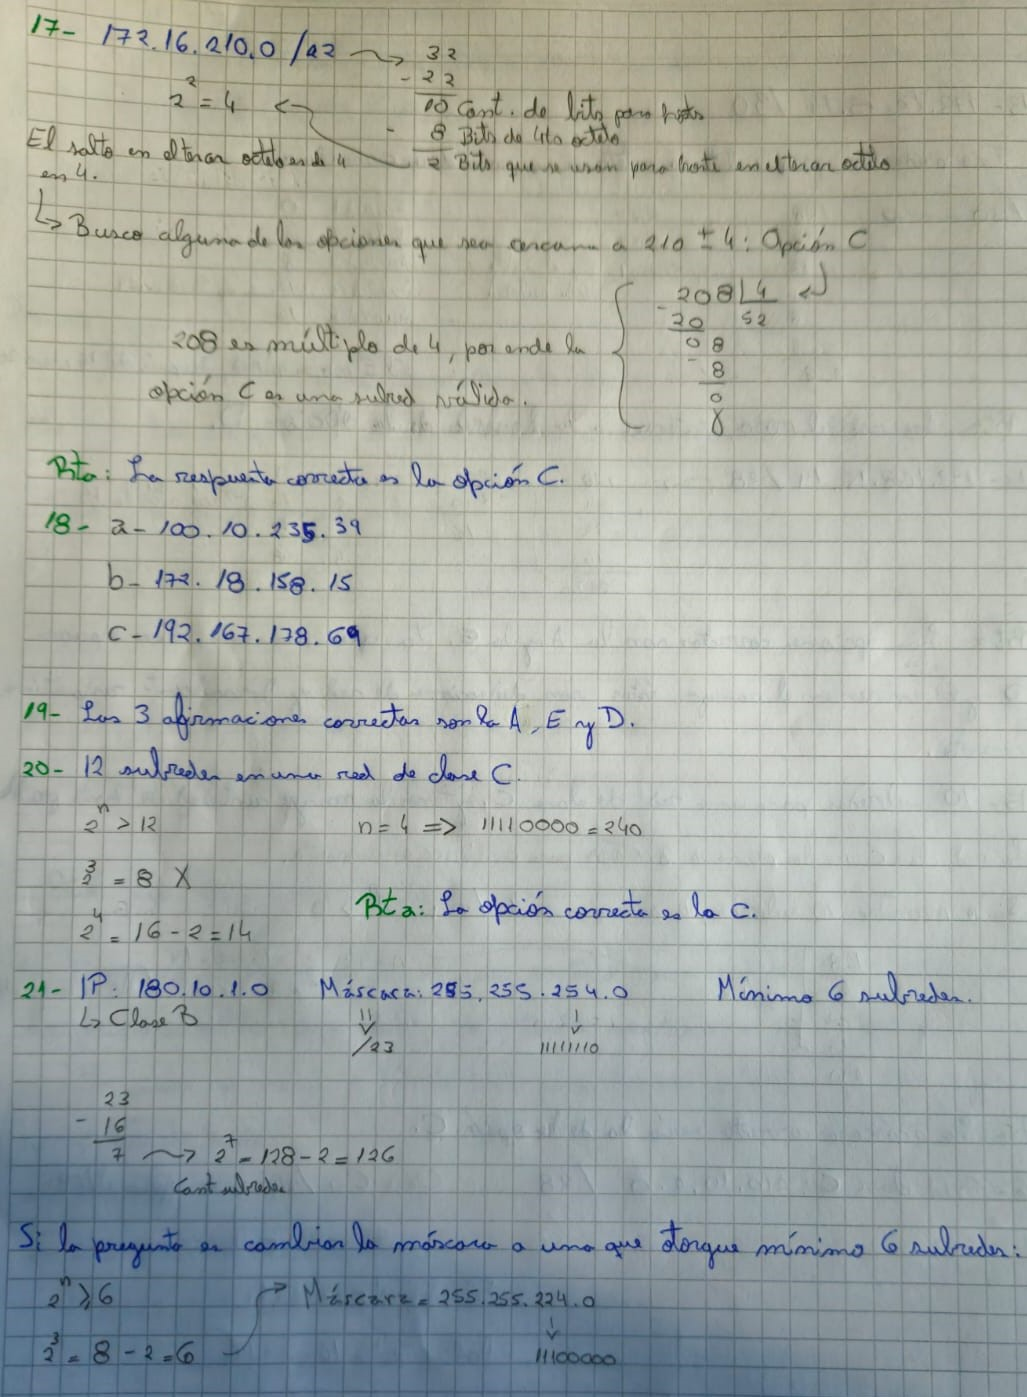 17- 172.16.210.0 /22 → 32
- 22
2² = 4 ← 10 Cant. de bits para hosts
- 8 Bits de 4to octeto
El salto en el tercer octeto es de 4 2 Bits que se usan para hosts en el tercer octeto
en 4.
↳ Busco alguna de las opciones que sea cercana a 210 ± 4: Opción C
- 208 | 4 ↵
20 52
208 es múltiplo de 4, por ende la 0 8
- 8
opción C es una subred válida. 0
Rta: La respuesta correcta es la opción C.
18- a- 100.10.235.39
b- 172.18.158.15
c- 192.167.178.69
19- Las 3 afirmaciones correctas son la A, E y D.
20- 12 subredes en una red de clase C.
2ⁿ > 12 n = 4 => 11110000 = 240
2³ = 8 X
Rta: La opción correcta es la C.
2⁴ = 16 - 2 = 14
21- IP: 180.10.1.0 Máscara: 255.255.254.0 Mínimo 6 subredes.
↳ Clase B /23 11111110
23
- 16
7 → 2⁷ = 128 - 2 = 126
Cant subredes
Si la pregunta es cambiar la máscara a una que otorgue mínimo 6 subredes:
2ⁿ ≥ 6 → Máscara = 255.255.224.0
2³ = 8 - 2 = 6 11100000